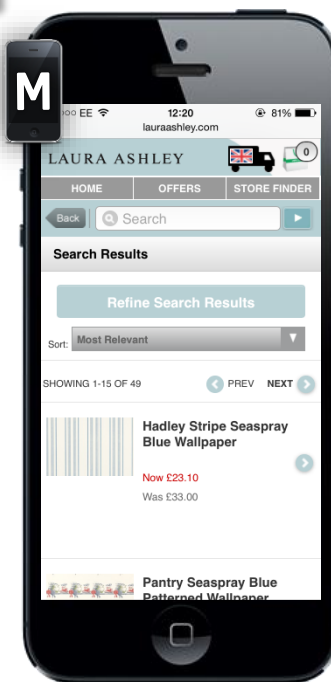 M
EE 12:20 81%
lauraashley.com
LAURA ASHLEY 0
HOME OFFERS STORE FINDER
Back Search
Search Results
Refine Search Results
Sort: Most Relevant
SHOWING 1-15 OF 49 PREV NEXT
Hadley Stripe Seaspray
Blue Wallpaper
Now £23.10
Was £33.00
Pantry Seaspray Blue
Patterned Wallpaper